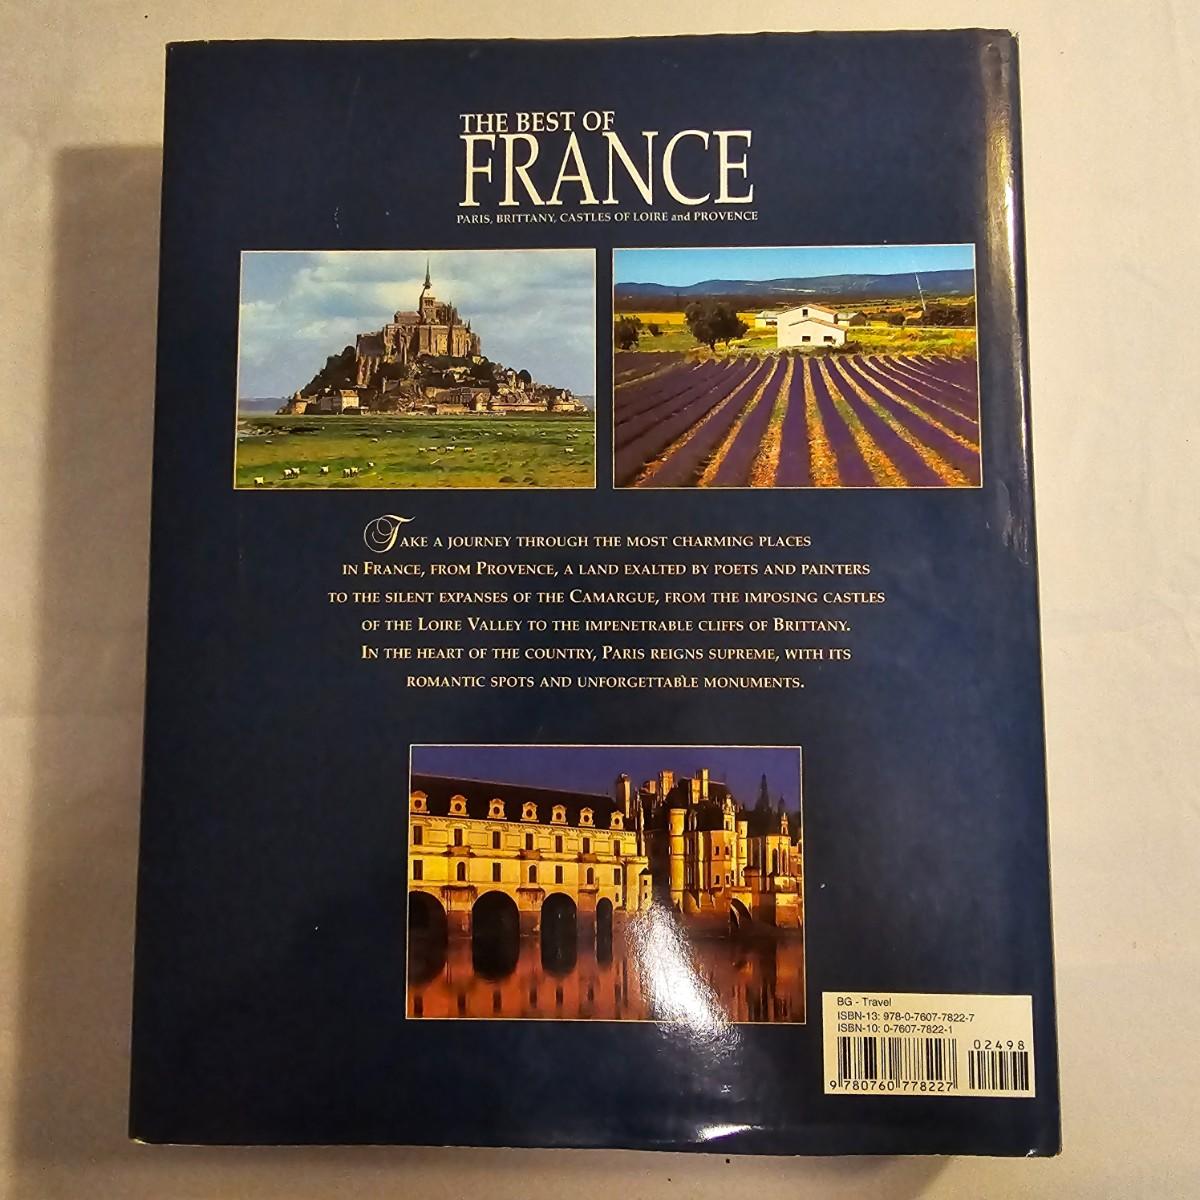 THE BEST OF
FRANCE
PARIS, BRITTANY, CASTLES OF LOIRE and PROVENCE
TAKE A JOURNEY THROUGH THE MOST CHARMING PLACES
IN FRANCE, FROM PROVENCE, A LAND EXALTED BY POETS AND PAINTERS
TO THE SILENT EXPANSES OF THE CAMARGUE, FROM THE IMPOSING CASTLES
OF THE LOIRE VALLEY TO THE IMPENETRABLE CLIFFS OF BRITTANY.
IN THE HEART OF THE COUNTRY, PARIS REIGNS SUPREME, WITH ITS
ROMANTIC SPOTS AND UNFORGETTABLE MONUMENTS.
BG - Travel
ISBN-13: 978-0-7607-7822-7
ISBN-10: 0-7607-7822-1
02498
9 780760 778227